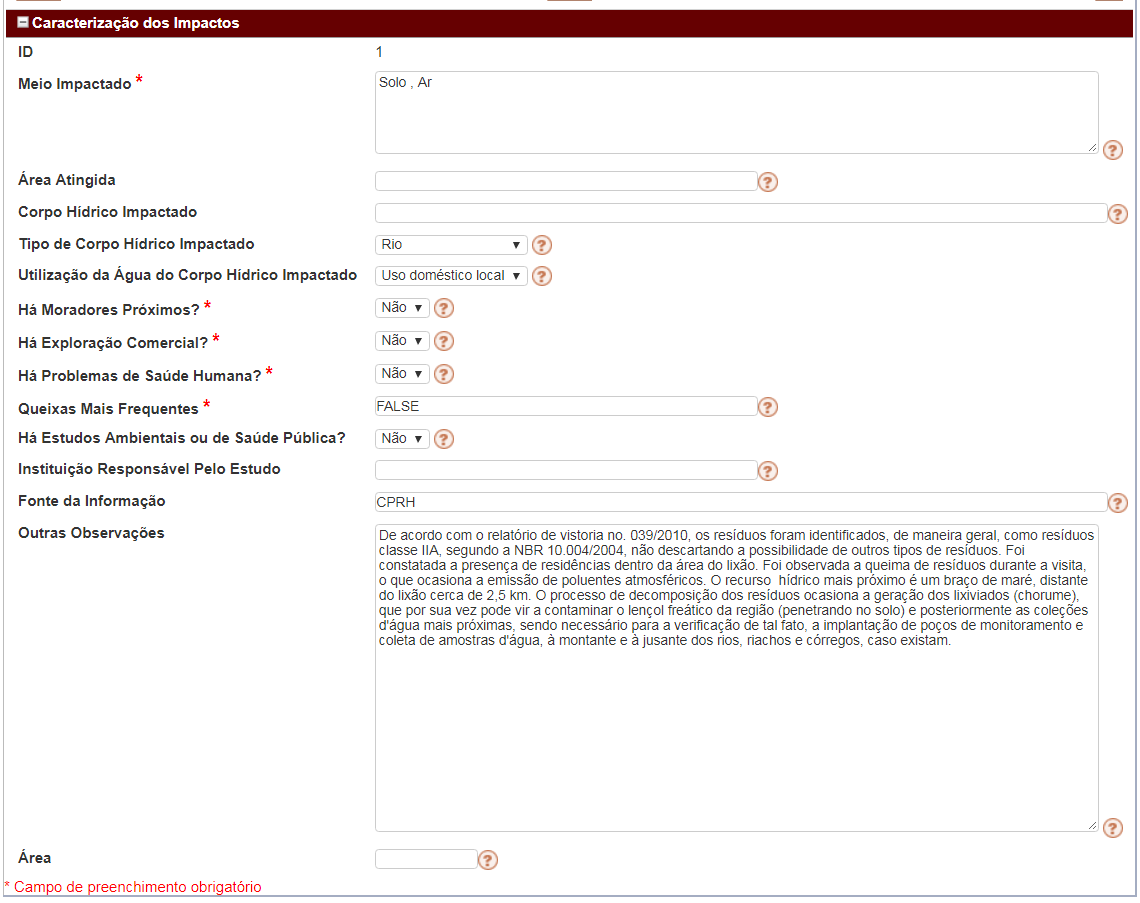 Caracterização dos Impactos
ID 1
Meio Impactado * Solo , Ar
Área Atingida
Corpo Hídrico Impactado
Tipo de Corpo Hídrico Impactado Rio
Utilização da Água do Corpo Hídrico Impactado Uso doméstico local
Há Moradores Próximos? * Não
Há Exploração Comercial? * Não
Há Problemas de Saúde Humana? * Não
Queixas Mais Frequentes * FALSE
Há Estudos Ambientais ou de Saúde Pública? Não
Instituição Responsável Pelo Estudo
Fonte da Informação CPRH
Outras Observações
De acordo com o relatório de vistoria no. 039/2010, os resíduos foram identificados, de maneira geral, como resíduos
classe IIA, segundo a NBR 10.004/2004, não descartando a possibilidade de outros tipos de resíduos. Foi
constatada a presença de residências dentro da área do lixão. Foi observada a queima de resíduos durante a visita,
o que ocasiona a emissão de poluentes atmosféricos. O recurso  hídrico mais próximo é um braço de maré, distante
do lixão cerca de 2,5 km. O processo de decomposição dos resíduos ocasiona a geração dos lixiviados (chorume),
que por sua vez pode vir a contaminar o lençol freático da região (penetrando no solo) e posteriormente as coleções
d'água mais próximas, sendo necessário para a verificação de tal fato, a implantação de poços de monitoramento e
coleta de amostras d'água, à montante e à jusante dos rios, riachos e córregos, caso existam.
Área
* Campo de preenchimento obrigatório